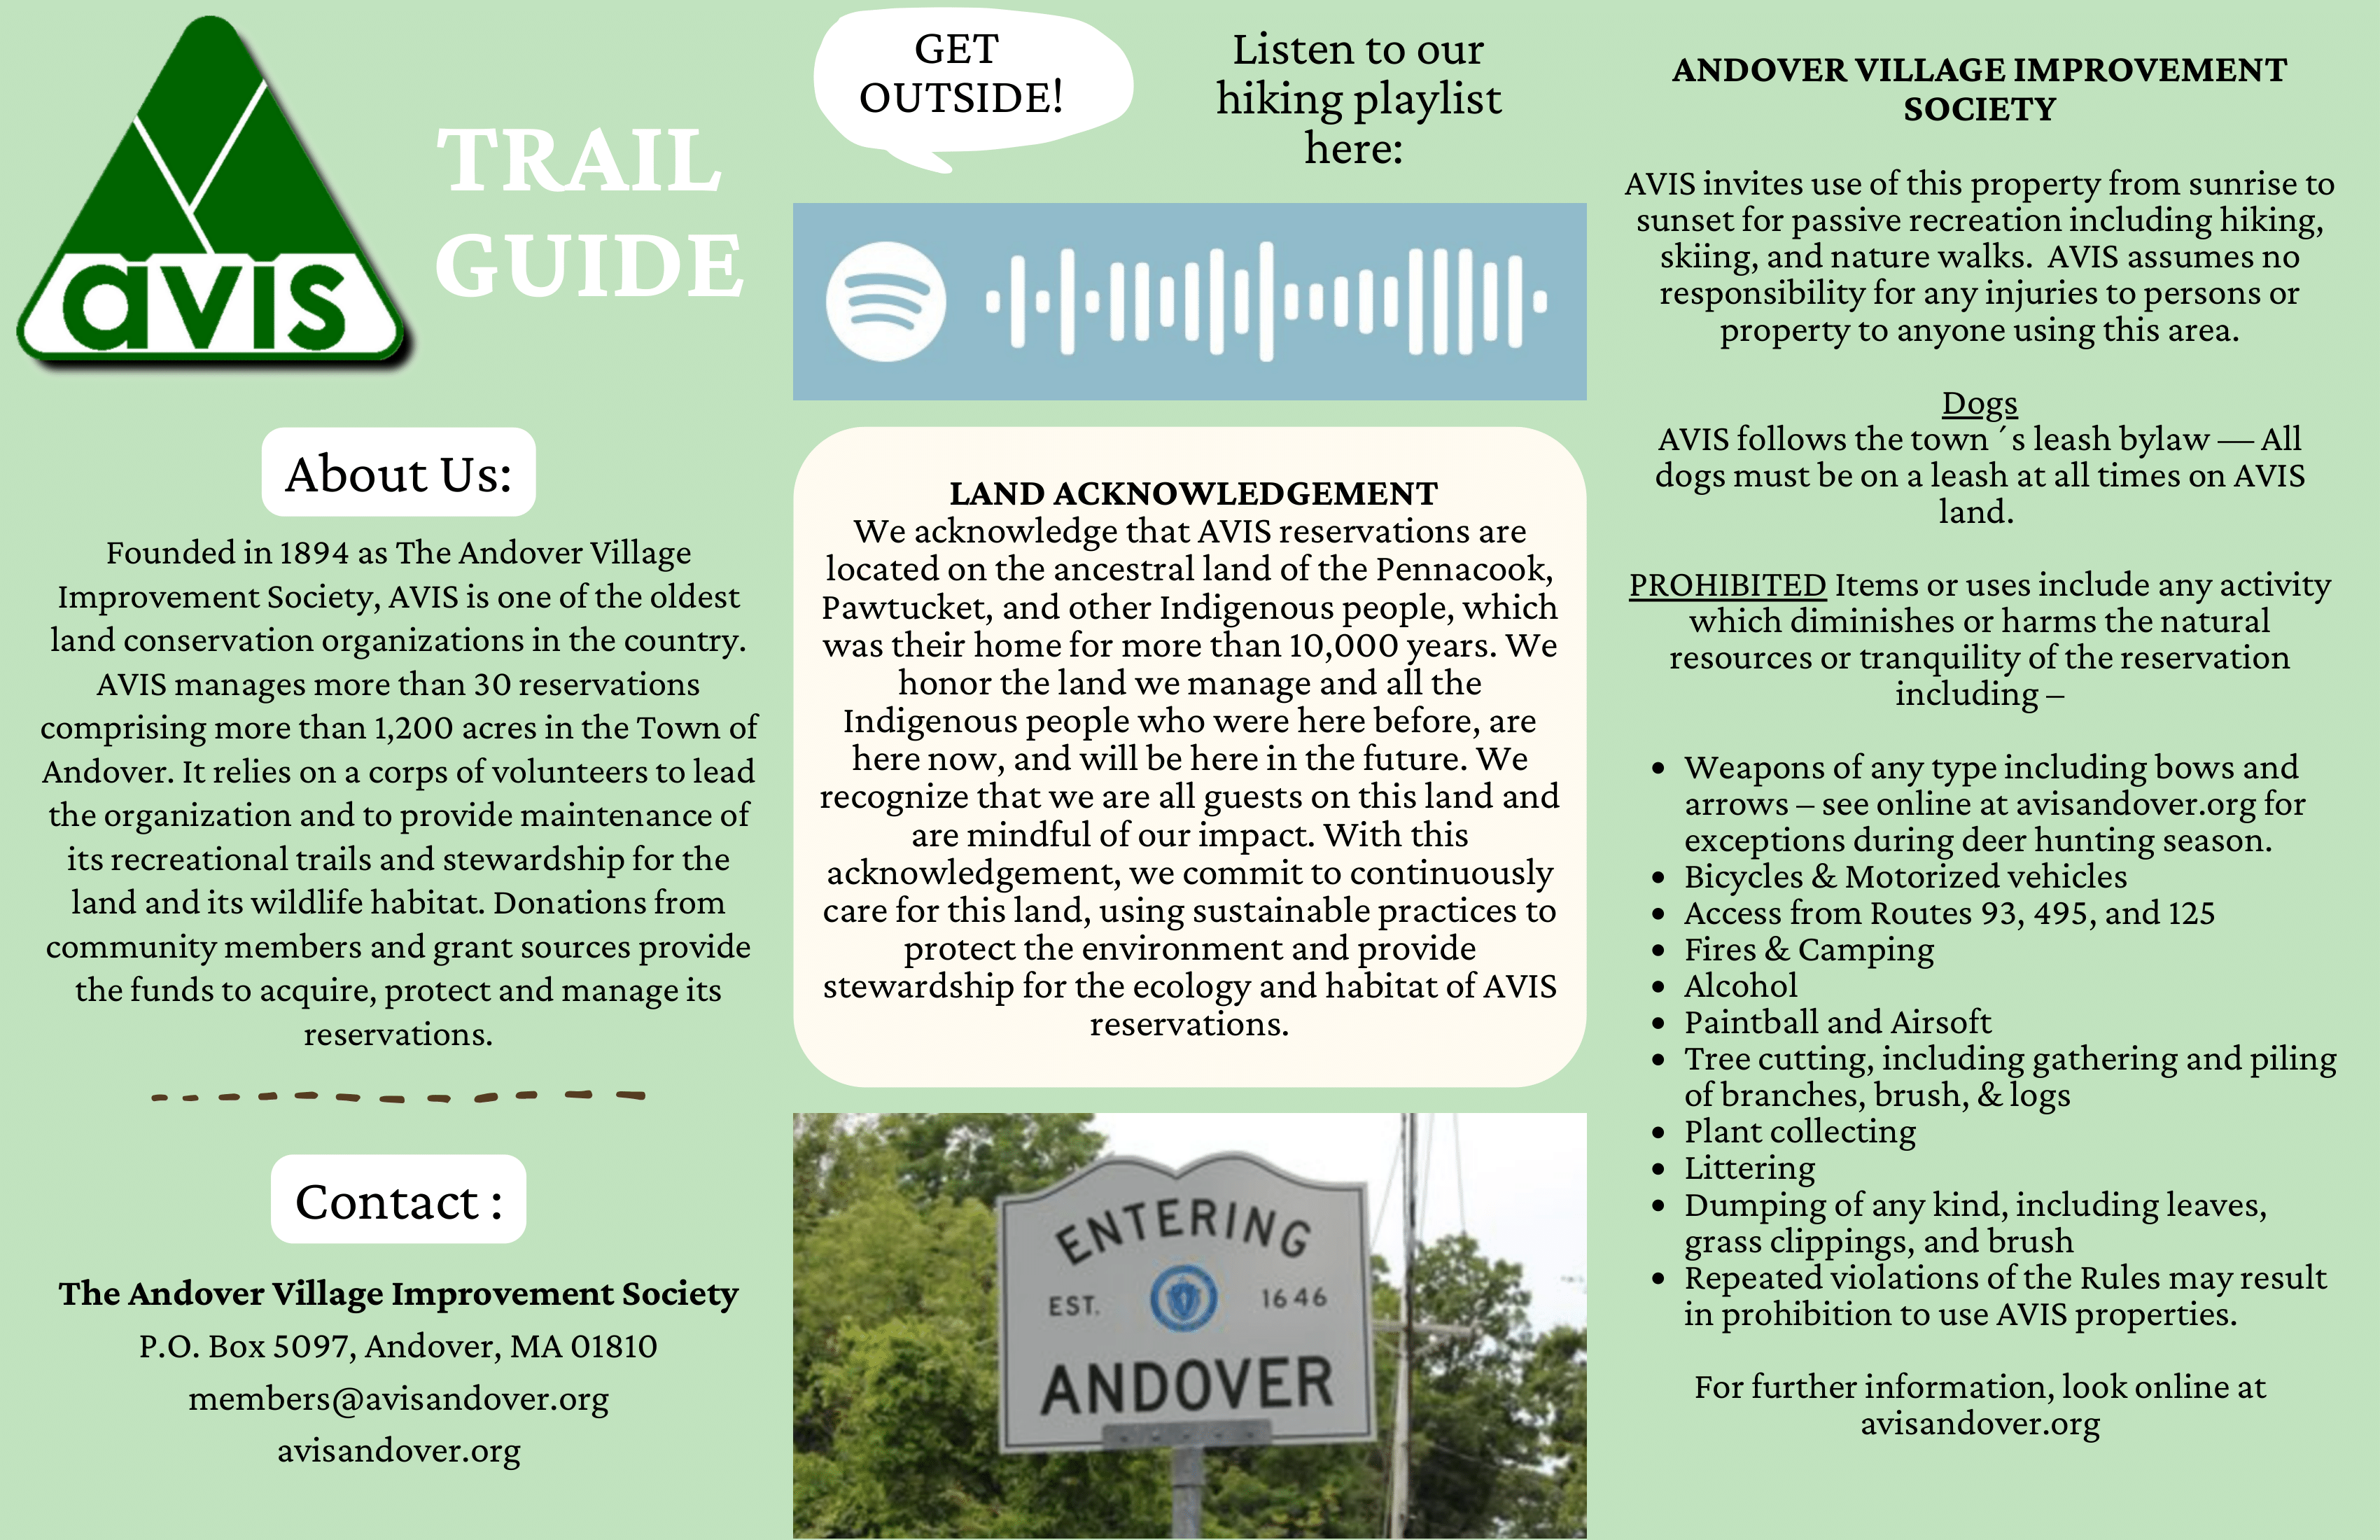 avis
TRAIL
GUIDE
About Us:
Founded in 1894 as The Andover Village
Improvement Society, AVIS is one of the oldest
land conservation organizations in the country.
AVIS manages more than 30 reservations
comprising more than 1,200 acres in the Town of
Andover. It relies on a corps of volunteers to lead
the organization and to provide maintenance of
its recreational trails and stewardship for the
land and its wildlife habitat. Donations from
community members and grant sources provide
the funds to acquire, protect and manage its
reservations.
Contact :
The Andover Village Improvement Society
P.O. Box 5097, Andover, MA 01810
members@avisandover.org
avisandover.org
GET
OUTSIDE!
Listen to our
hiking playlist
here:
LAND ACKNOWLEDGEMENT
We acknowledge that AVIS reservations are
located on the ancestral land of the Pennacook,
Pawtucket, and other Indigenous people, which
was their home for more than 10,000 years. We
honor the land we manage and all the
Indigenous people who were here before, are
here now, and will be here in the future. We
recognize that we are all guests on this land and
are mindful of our impact. With this
acknowledgement, we commit to continuously
care for this land, using sustainable practices to
protect the environment and provide
stewardship for the ecology and habitat of AVIS
reservations.
ENTERING
EST. 1646
ANDOVER
ANDOVER VILLAGE IMPROVEMENT
SOCIETY
AVIS invites use of this property from sunrise to
sunset for passive recreation including hiking,
skiing, and nature walks.  AVIS assumes no
responsibility for any injuries to persons or
property to anyone using this area.
Dogs
AVIS follows the town ´s leash bylaw — All
dogs must be on a leash at all times on AVIS
land.
PROHIBITED Items or uses include any activity
which diminishes or harms the natural
resources or tranquility of the reservation
including –
• Weapons of any type including bows and
arrows – see online at avisandover.org for
exceptions during deer hunting season.
• Bicycles & Motorized vehicles
• Access from Routes 93, 495, and 125
• Fires & Camping
• Alcohol
• Paintball and Airsoft
• Tree cutting, including gathering and piling
of branches, brush, & logs
• Plant collecting
• Littering
• Dumping of any kind, including leaves,
grass clippings, and brush
• Repeated violations of the Rules may result
in prohibition to use AVIS properties.
For further information, look online at
avisandover.org